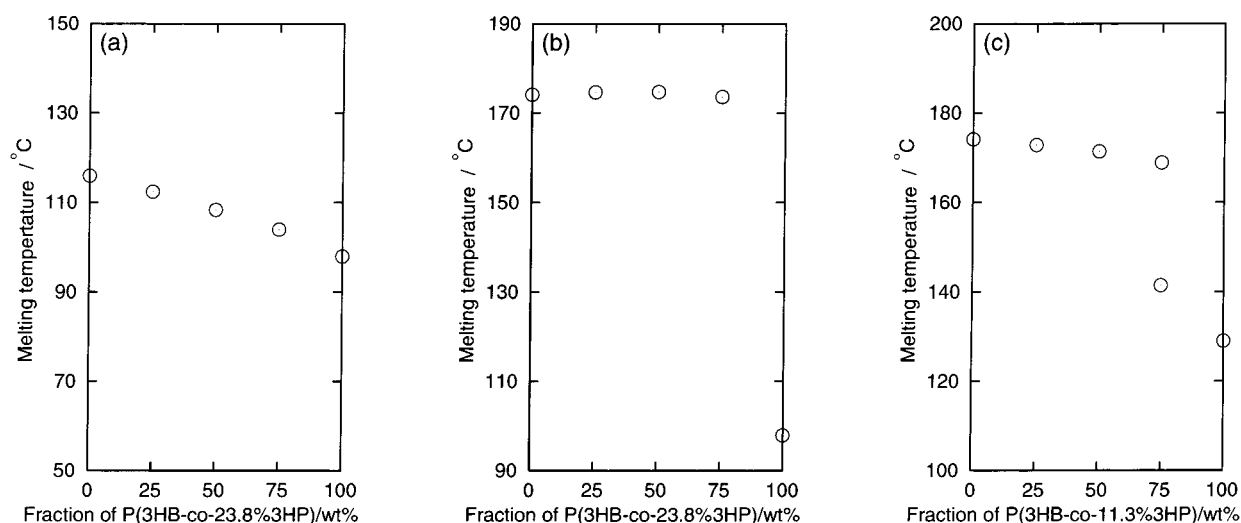 (a)
150
130
110
90
70
50
Melting tempertature / °C
0 25 50 75 100
Fraction of P(3HB-co-23.8%3HP)/wt%
(b)
190
170
150
130
110
90
Melting temperature / °C
0 25 50 75 100
Fraction of P(3HB-co-23.8%3HP)/wt%
(c)
200
180
160
140
120
100
Melting temperature / °C
0 25 50 75 100
Fraction of P(3HB-co-11.3%3HP)/wt%